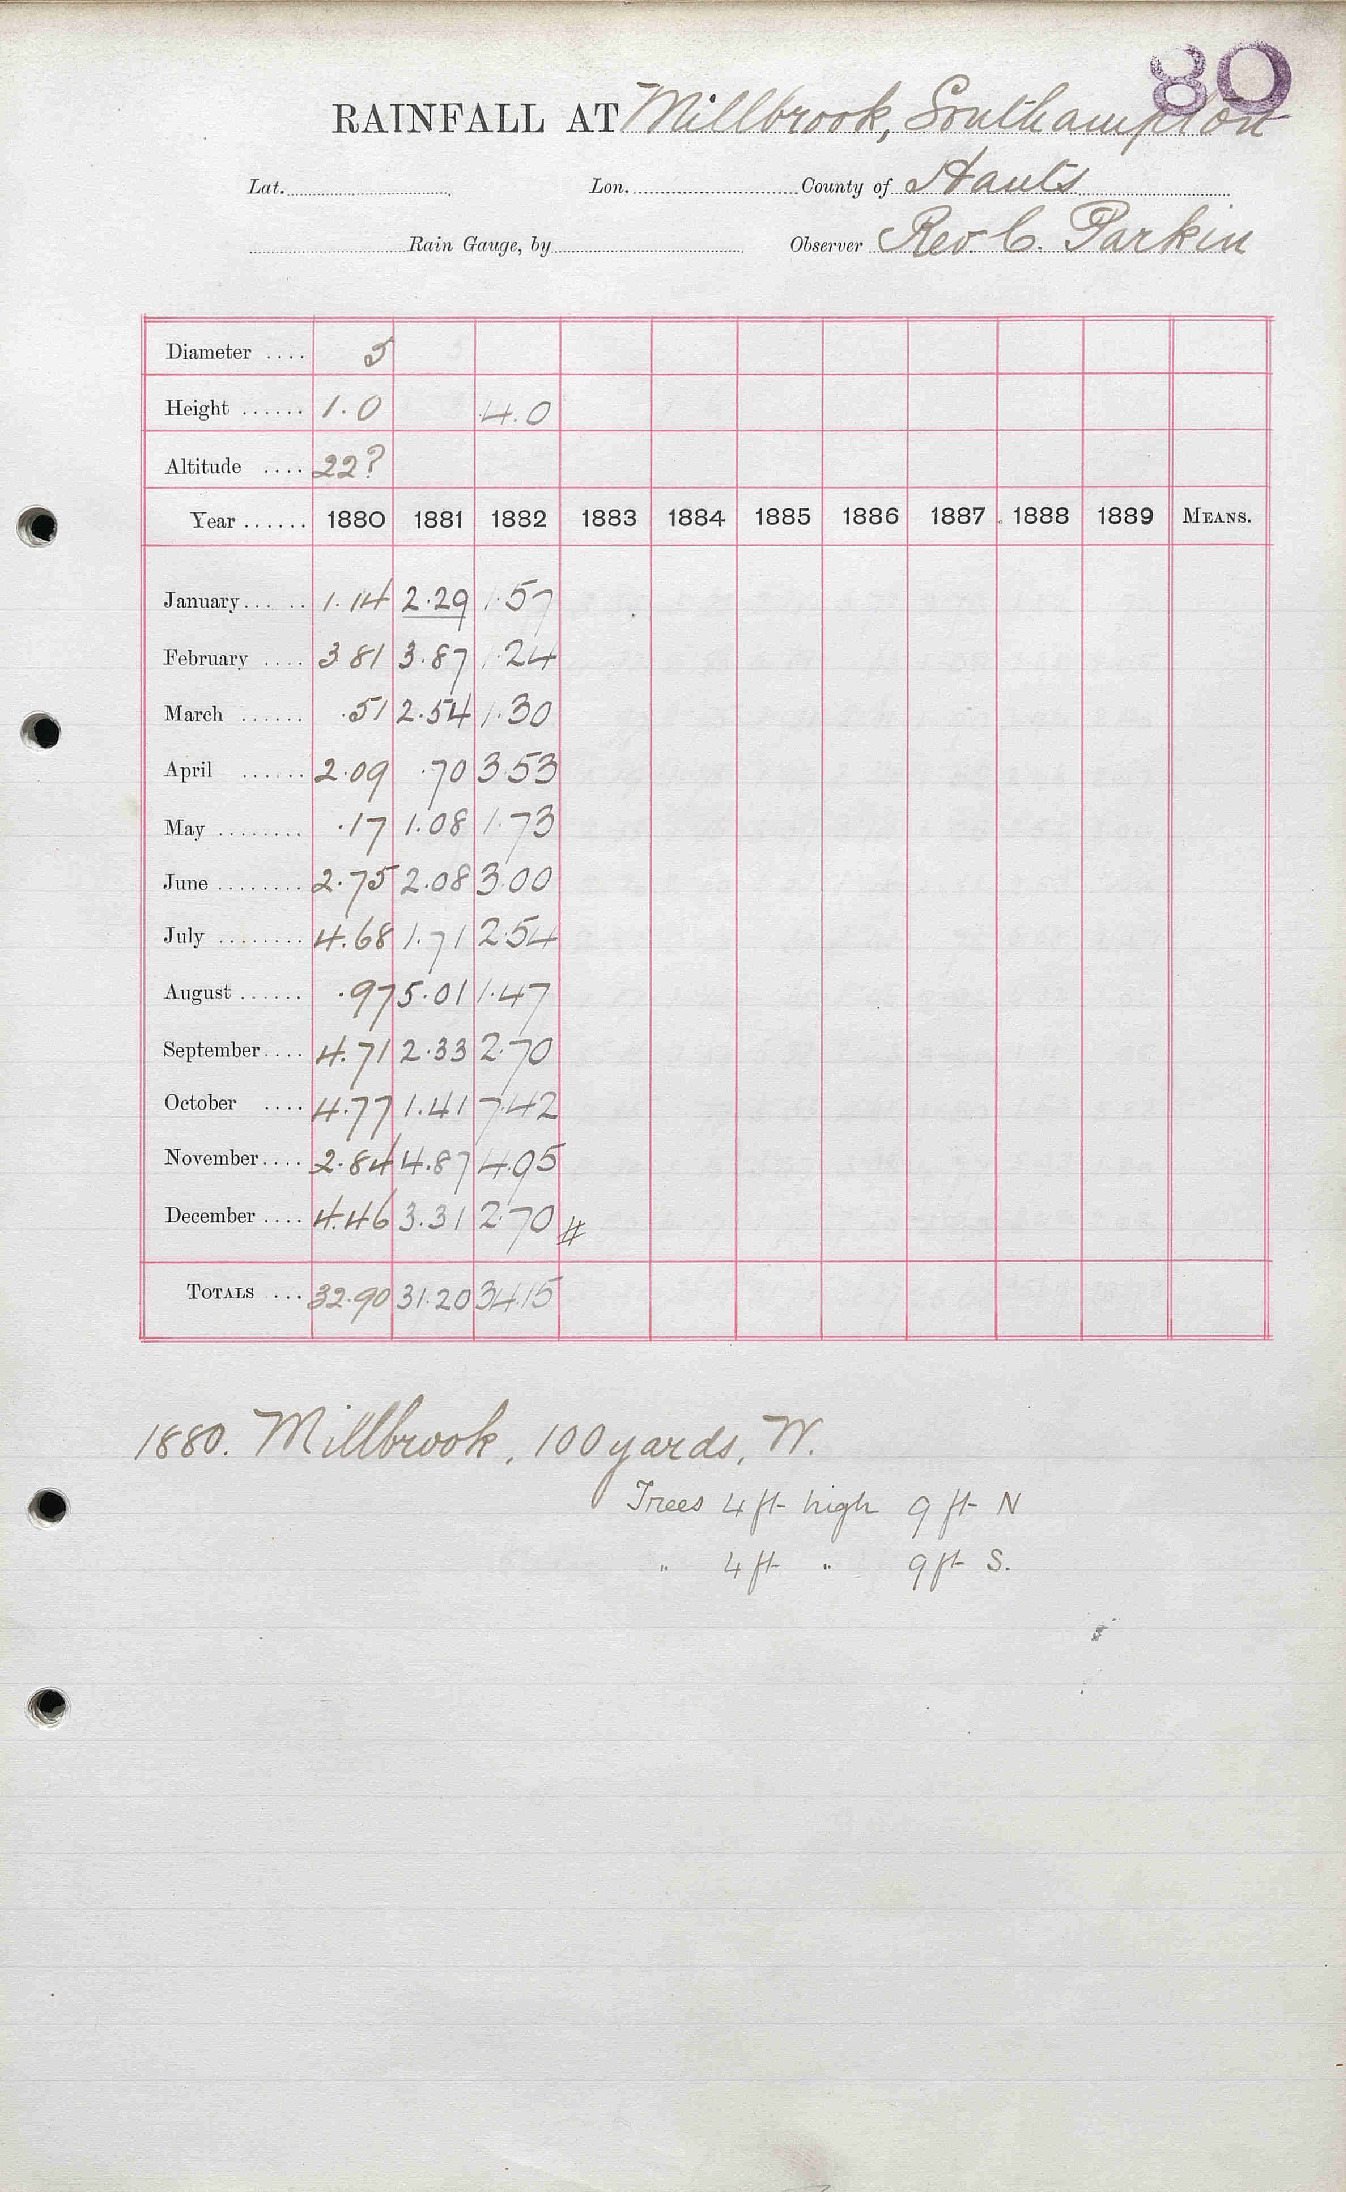 80
RAINFALL AT Millbrook, Southampton
Lat. Lon. County of Hants
Rain Gauge, by Observer Rev. C. Parkin
Diameter .... 5
Height ...... 1.0 4.0
Altitude .... 22?
Year ...... 1880 1881 1882 1883 1884 1885 1886 1887 1888 1889 MEANS.
January...... 1.14 2.29 1.57
February .... 3.81 3.87 1.24
March ...... .51 2.54 1.30
April ...... 2.09 .70 3.53
May ........ .17 1.08 1.73
June ........ 2.75 2.08 3.00
July ........ 4.68 1.71 2.54
August ...... .97 5.01 1.47
September.... 4.71 2.33 2.70
October .... 4.77 1.41 7.42
November.... 2.84 4.87 4.95
December .... 4.46 3.31 2.70 #
TOTALS ... 32.90 31.20 34.15
1880. Millbrook, 100 yards, W.
Trees 4 ft high 9 ft N
" 4 ft " 9 ft S.